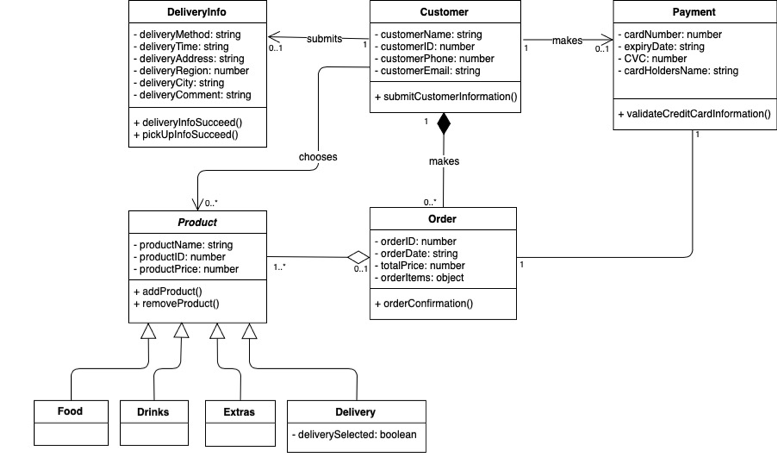 DeliveryInfo
- deliveryMethod: string
- deliveryTime: string
- deliveryAddress: string
- deliveryRegion: number
- deliveryCity: string
- deliveryComment: string
+ deliveryInfoSucceed()
+ pickUpInfoSucceed()
0..1
submits
1
Customer
- customerName: string
- customerID: number
- customerPhone: number
- customerEmail: string
+ submitCustomerInformation()
1
makes
0..1
Payment
- cardNumber: number
- expiryDate: string
- CVC: number
- cardHoldersName: string
+ validateCreditCardInformation()
1
1
chooses
makes
0..*
0..*
Product
- productName: string
- productID: number
- productPrice: number
+ addProduct()
+ removeProduct()
1..*
0..1
Order
- orderID: number
- orderDate: string
- totalPrice: number
- orderItems: object
+ orderConfirmation()
1
Food
Drinks
Extras
Delivery
- deliverySelected: boolean